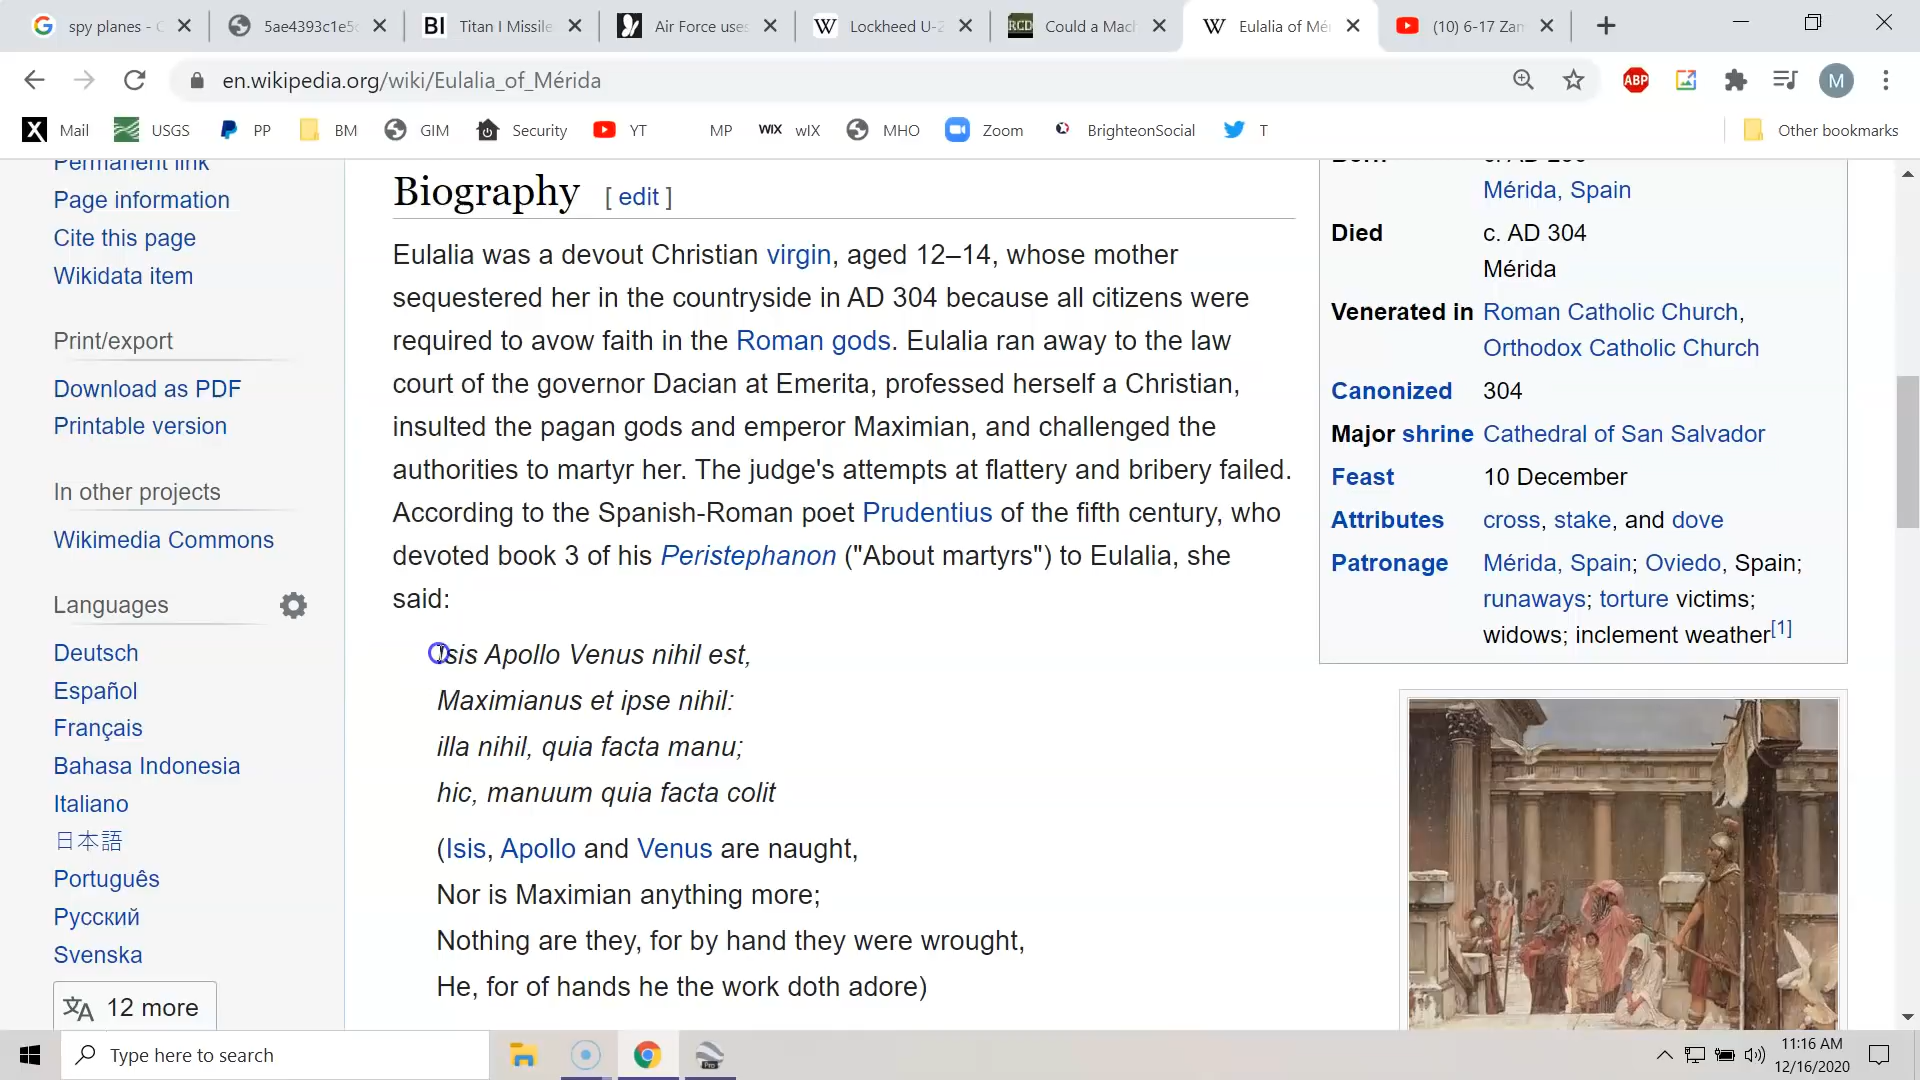 spy planes - G
5ae4393c1e5c
BI Titan I Missile
Air Force uses
W Lockheed U-2
RCD Could a Mach
W Eulalia of Mér
(10) 6-17 Zam
en.wikipedia.org/wiki/Eulalia_of_Mérida
ABP
M
X Mail
USGS
PP
BM
GIM
Security
YT
MP
WIX wIX
MHO
Zoom
BrighteonSocial
T
Other bookmarks
Permanent link
Page information
Cite this page
Wikidata item
Print/export
Download as PDF
Printable version
In other projects
Wikimedia Commons
Languages
Deutsch
Español
Français
Bahasa Indonesia
Italiano
日本語
Português
Русский
Svenska
12 more
Biography [ edit ]
Eulalia was a devout Christian virgin, aged 12–14, whose mother
sequestered her in the countryside in AD 304 because all citizens were
required to avow faith in the Roman gods. Eulalia ran away to the law
court of the governor Dacian at Emerita, professed herself a Christian,
insulted the pagan gods and emperor Maximian, and challenged the
authorities to martyr her. The judge's attempts at flattery and bribery failed.
According to the Spanish-Roman poet Prudentius of the fifth century, who
devoted book 3 of his Peristephanon ("About martyrs") to Eulalia, she
said:
Isis Apollo Venus nihil est,
Maximianus et ipse nihil:
illa nihil, quia facta manu;
hic, manuum quia facta colit
(Isis, Apollo and Venus are naught,
Nor is Maximian anything more;
Nothing are they, for by hand they were wrought,
He, for of hands he the work doth adore)
Mérida, Spain
Died c. AD 304
Mérida
Venerated in Roman Catholic Church,
Orthodox Catholic Church
Canonized 304
Major shrine Cathedral of San Salvador
Feast 10 December
Attributes cross, stake, and dove
Patronage Mérida, Spain; Oviedo, Spain;
runaways; torture victims;
widows; inclement weather[1]
Type here to search
11:16 AM
12/16/2020